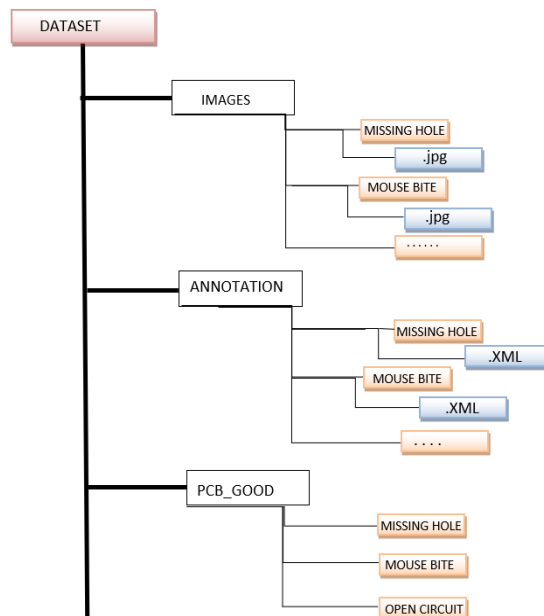 DATASET
IMAGES
MISSING HOLE
.jpg
MOUSE BITE
.jpg
......
ANNOTATION
MISSING HOLE
.XML
MOUSE BITE
.XML
....
PCB_GOOD
MISSING HOLE
MOUSE BITE
OPEN CIRCUIT